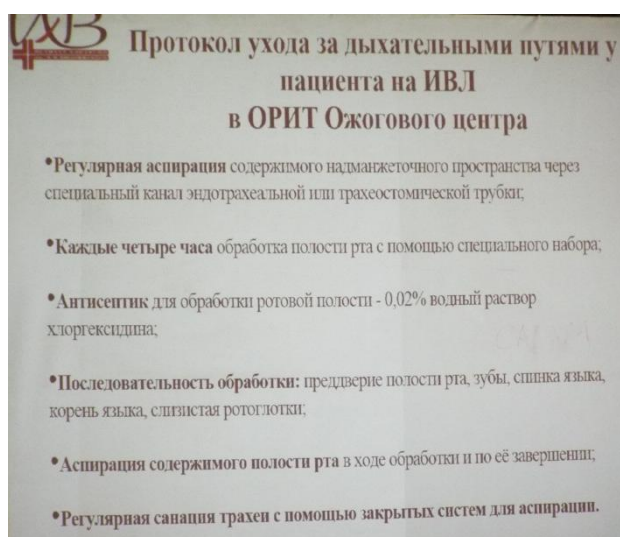 Протокол ухода за дыхательными путями у
пациента на ИВЛ
в ОРИТ Ожогового центра
•Регулярная аспирация содержимого надманжеточного пространства через
специальный канал эндотрахеальной или трахеостомической трубки;
•Каждые четыре часа обработка полости рта с помощью специального набора;
•Антисептик для обработки ротовой полости - 0,02% водный раствор
хлоргексидина;
•Последовательность обработки: преддверие полости рта, зубы, спинка языка,
корень языка, слизистая ротоглотки;
•Аспирация содержимого полости рта в ходе обработки и по её завершении;
•Регулярная санация трахеи с помощью закрытых систем для аспирации.